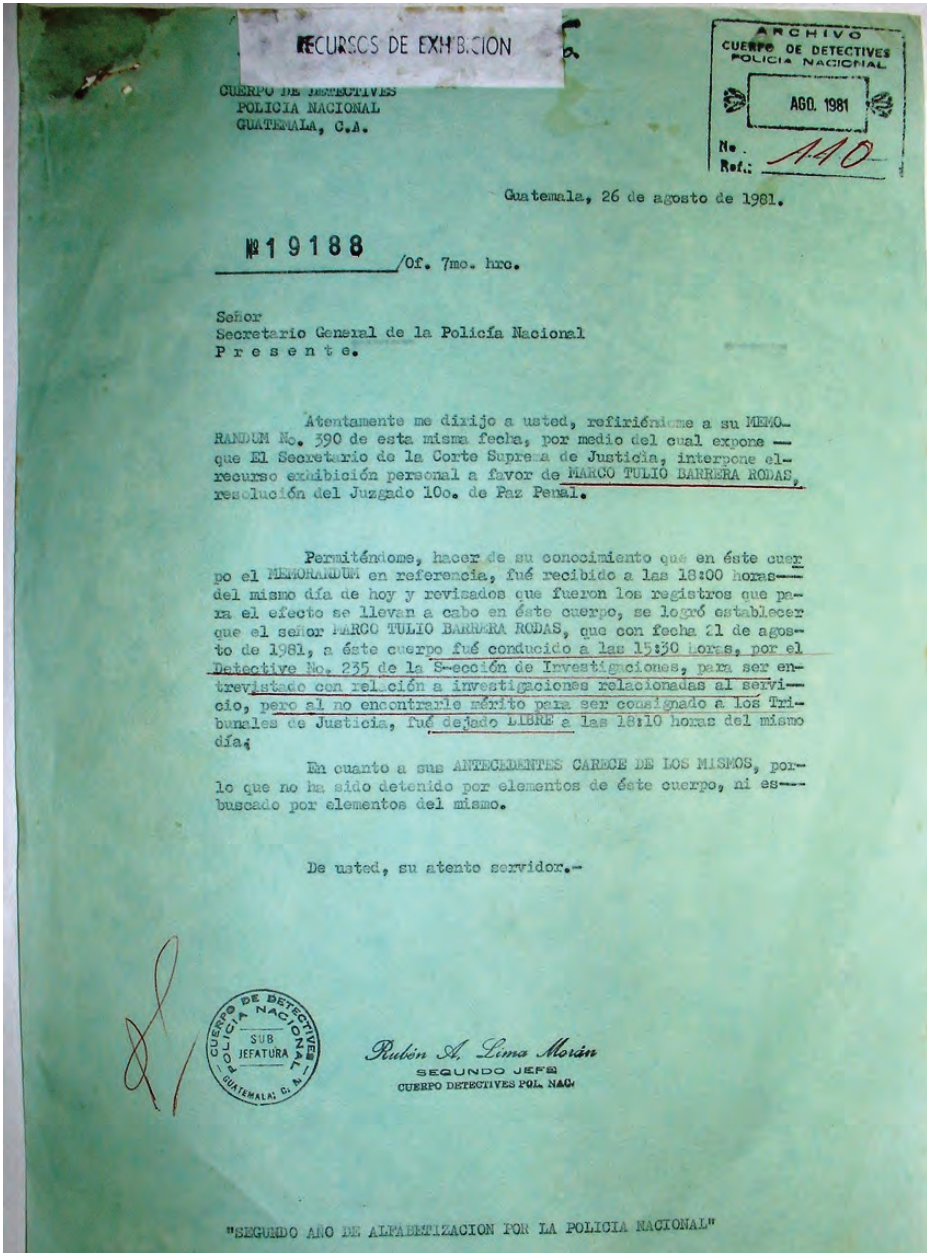 RECURSOS DE EXHIBICION
CUERPO DE DETECTIVES
POLICIA NACIONAL
GUATEMALA, C.A.
ARCHIVO
CUERPO DE DETECTIVES
POLICIA NACIONAL
AGO. 1981
No.
Ref.: 110
Guatemala, 26 de agosto de 1981.
Nº 19188
/Of. 7mo. hrc.
Señor
Secretario General de la Policía Nacional
P r e s e n t e.
Atentamente me dirijo a usted, refiriéndome a su MEMO-
RANDUM No. 390 de esta misma fecha, por medio del cual expone —
que El Secretario de la Corte Suprema de Justicia, interpone el-
recurso exhibición personal a favor de MARCO TULIO BARRERA RODAS,
resolución del Juzgado 10o. de Paz Penal.
Permiténdome, hacer de su conocimiento que en éste cuer
po el MEMORANDUM en referencia, fué recibido a las 18:00 horas—
del mismo día de hoy y revisados que fueron los registros que pa-
ra el efecto se llevan a cabo en éste cuerpo, se logró establecer
que el señor MARCO TULIO BARRERA RODAS, que con fecha 21 de agos-
to de 1981, a éste cuerpo fué conducido a las 15:30 horas, por el
Detective No. 235 de la S-ección de Investigaciones, para ser en-
trevistado con relación a investigaciones relacionadas al servi—
cio, pero al no encontrarle mérito para ser consignado a los Tri-
bunales de Justicia, fué dejado LIBRE a las 18:10 horas del mismo
día;
En cuanto a sus ANTECEDENTES CARECE DE LOS MISMOS, por-
lo que no ha sido detenido por elementos de éste cuerpo, ni es—
buscado por elementos del mismo.
De usted, su atento servidor.-
CUERPO DE DETECTIVES
POLICIA NACIONAL
SUB
JEFATURA
GUATEMALA, C. A.
Rubén A. Lima Morán
SEGUNDO JEFE
CUERPO DETECTIVES POL. NAC.
"SEGUNDO AÑO DE ALFABETIZACION POR LA POLICIA NACIONAL"